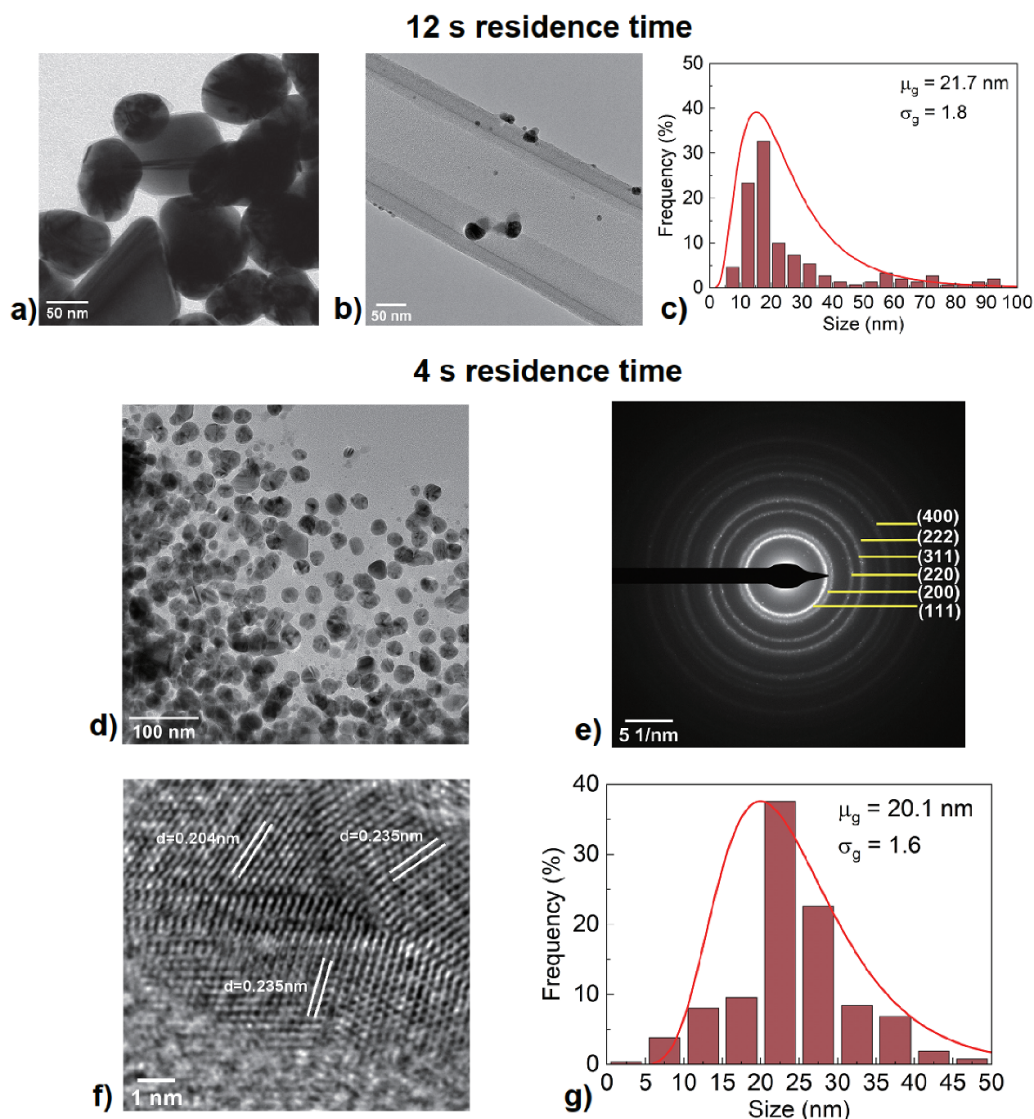 12 s residence time
50 nm
a)
50 nm
b)
50
40
30
20
10
0
Frequency (%)
μg = 21.7 nm
σg = 1.8
0 10 20 30 40 50 60 70 80 90 100
Size (nm)
c)
4 s residence time
100 nm
d)
(400)
(222)
(311)
(220)
(200)
(111)
5 1/nm
e)
d=0.204nm
d=0.235nm
d=0.235nm
1 nm
f)
40
30
20
10
0
Frequency (%)
μg = 20.1 nm
σg = 1.6
0 5 10 15 20 25 30 35 40 45 50
Size (nm)
g)